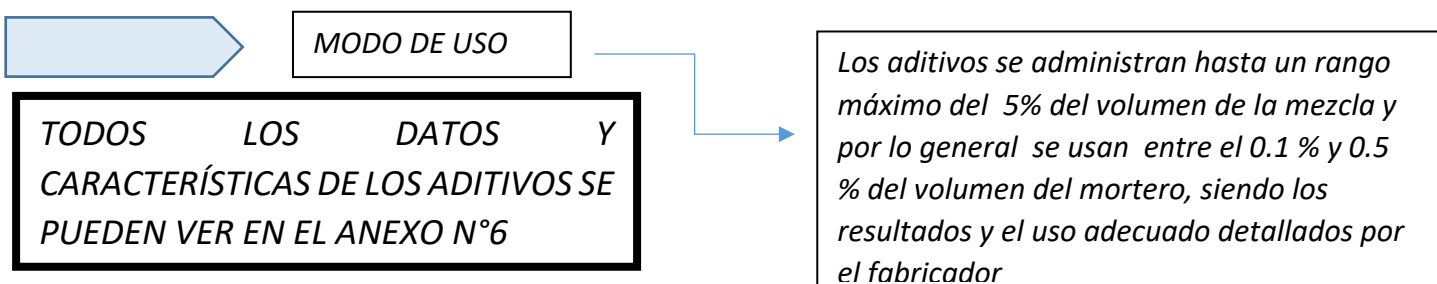 MODO DE USO
TODOS LOS DATOS Y
CARACTERÍSTICAS DE LOS ADITIVOS SE
PUEDEN VER EN EL ANEXO N°6
Los aditivos se administran hasta un rango
máximo del 5% del volumen de la mezcla y
por lo general se usan entre el 0.1 % y 0.5
% del volumen del mortero, siendo los
resultados y el uso adecuado detallados por
el fabricador